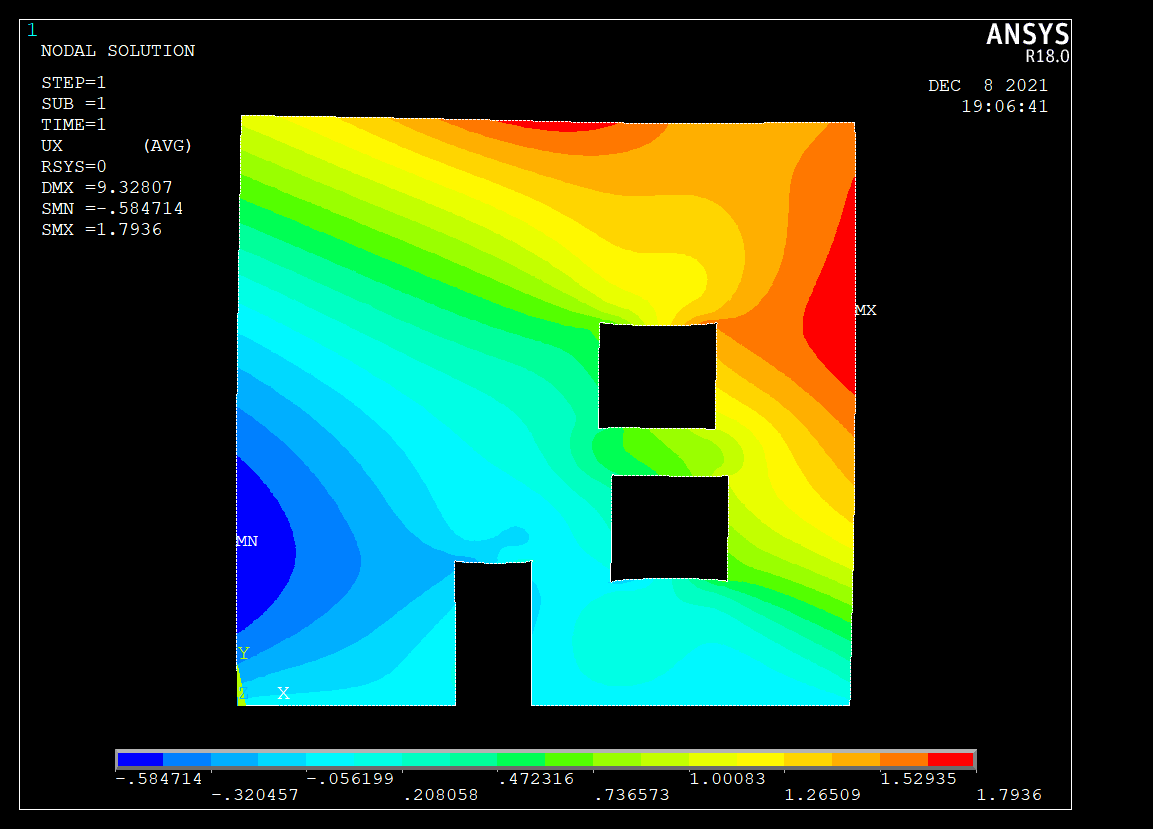 1
ANSYS
R18.0
NODAL SOLUTION
DEC  8 2021
19:06:41
STEP=1
SUB =1
TIME=1
UX       (AVG)
RSYS=0
DMX =9.32807
SMN =-.584714
SMX =1.7936
MX
MN
Y
Z X
-.584714 -.056199 .472316 1.00083 1.52935
-.320457 .208058 .736573 1.26509 1.7936